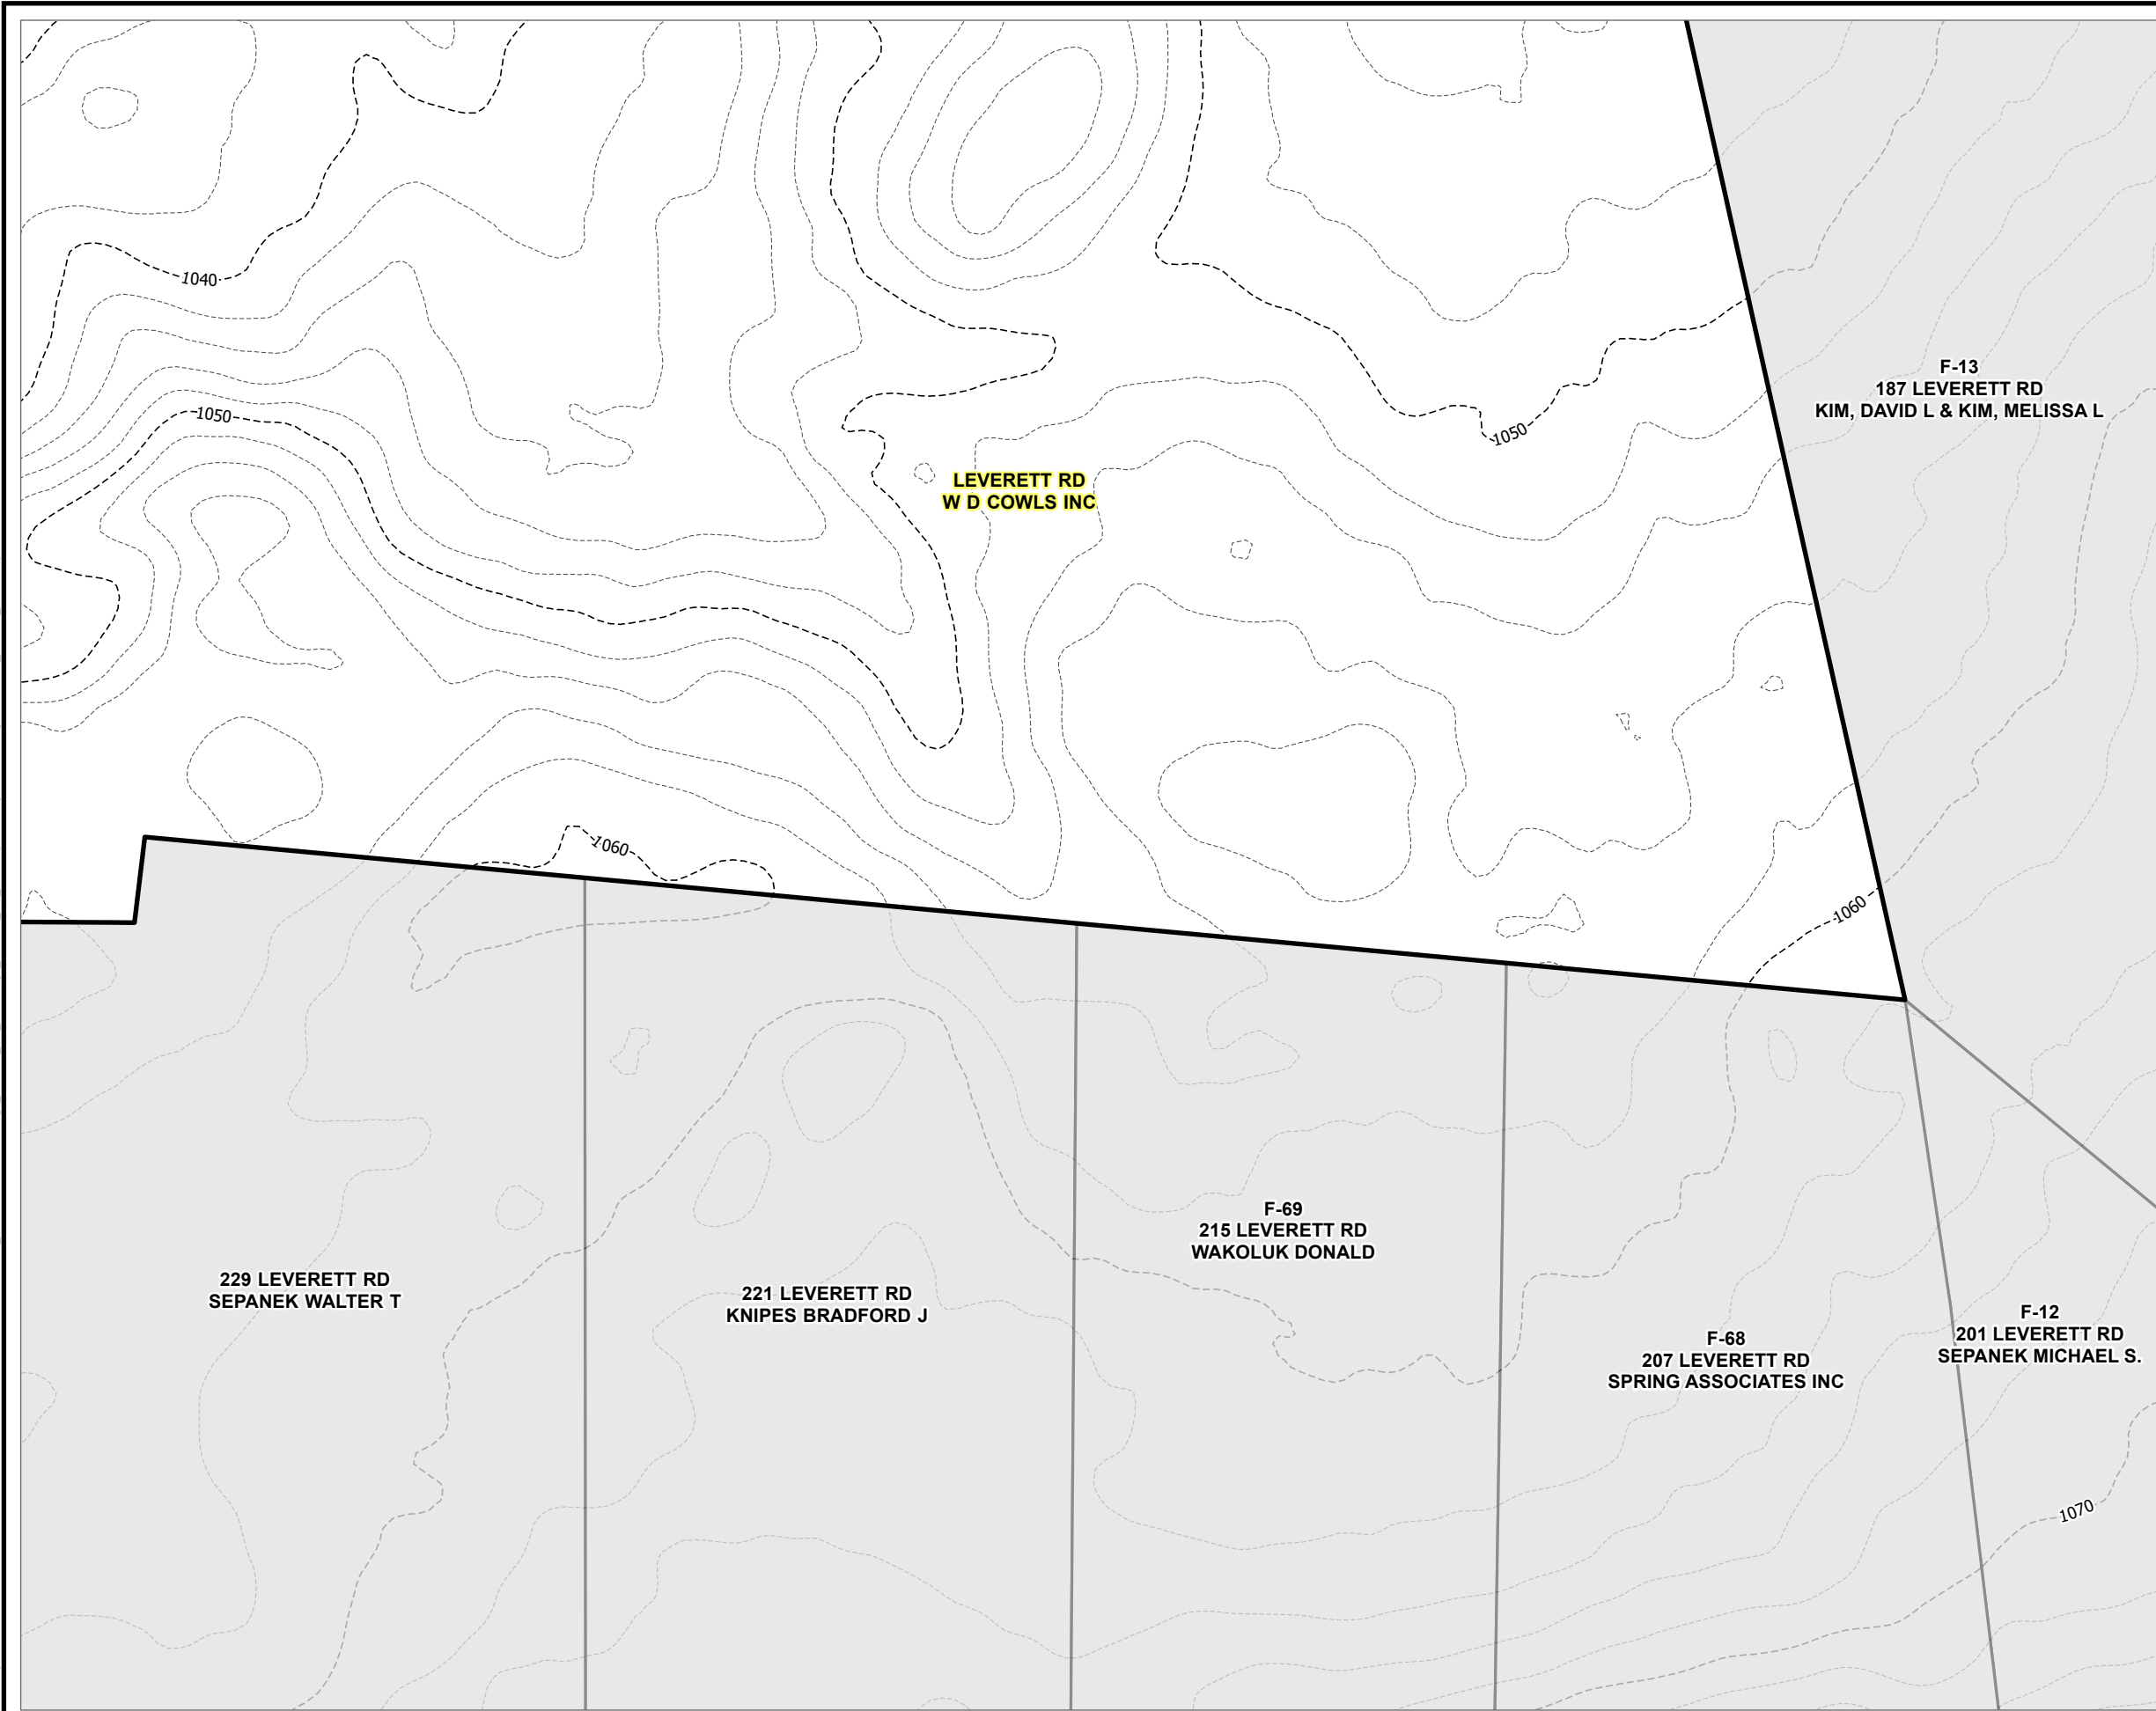 1040
1050
F-13
187 LEVERETT RD
KIM, DAVID L & KIM, MELISSA L
1050
LEVERETT RD
W D COWLS INC
1060
1060
F-69
215 LEVERETT RD
WAKOLUK DONALD
229 LEVERETT RD
SEPANEK WALTER T
221 LEVERETT RD
KNIPES BRADFORD J
F-68
207 LEVERETT RD
SPRING ASSOCIATES INC
F-12
201 LEVERETT RD
SEPANEK MICHAEL S.
1070